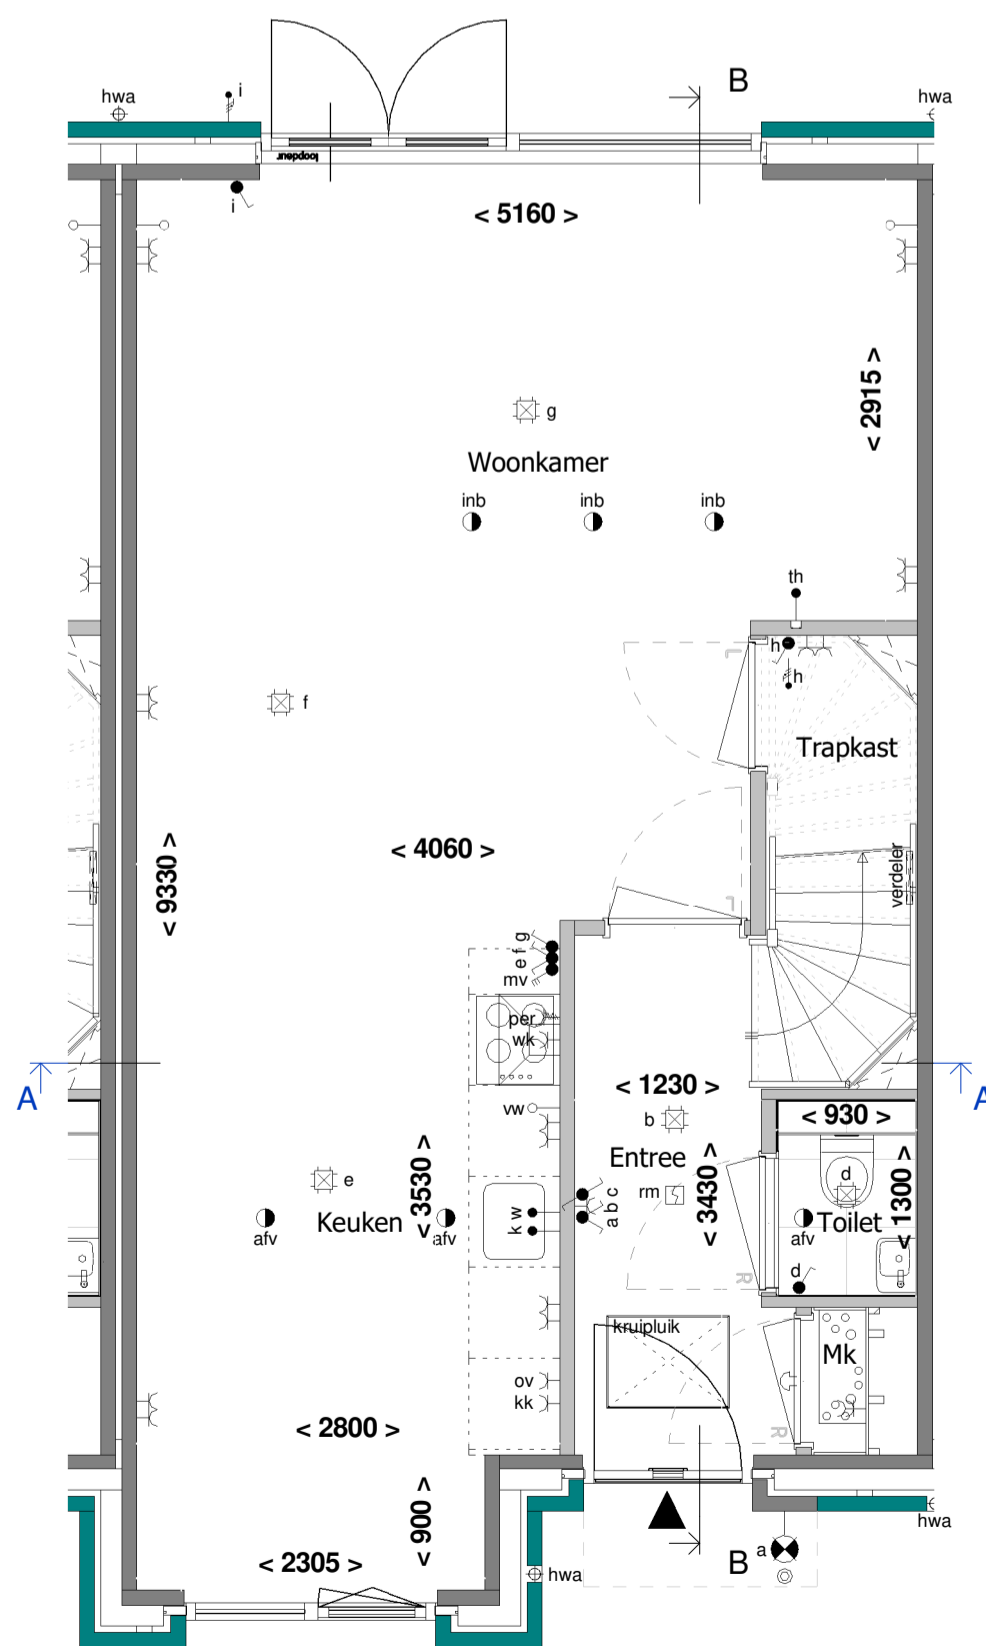 B
hwa
i
hwa
loopdeur
i
< 5160 >
< 2915 >
g
Woonkamer
inb
inb
inb
th
L
h
h
f
Trapkast
< 4060 >
< 9330 >
verdeler
L
e f g
mv
per
wk
A
A
< 1230 >
vw
< 930 >
b
Entree
d
e
< 3530 >
rm
< 3430 >
< 1300 >
Keuken
k w
a b c
Toilet
afv
afv
afv
d
R
kruipluik
Mk
ov
kk
< 2800 >
R
< 900 >
hwa
a
B
< 2305 >
hwa